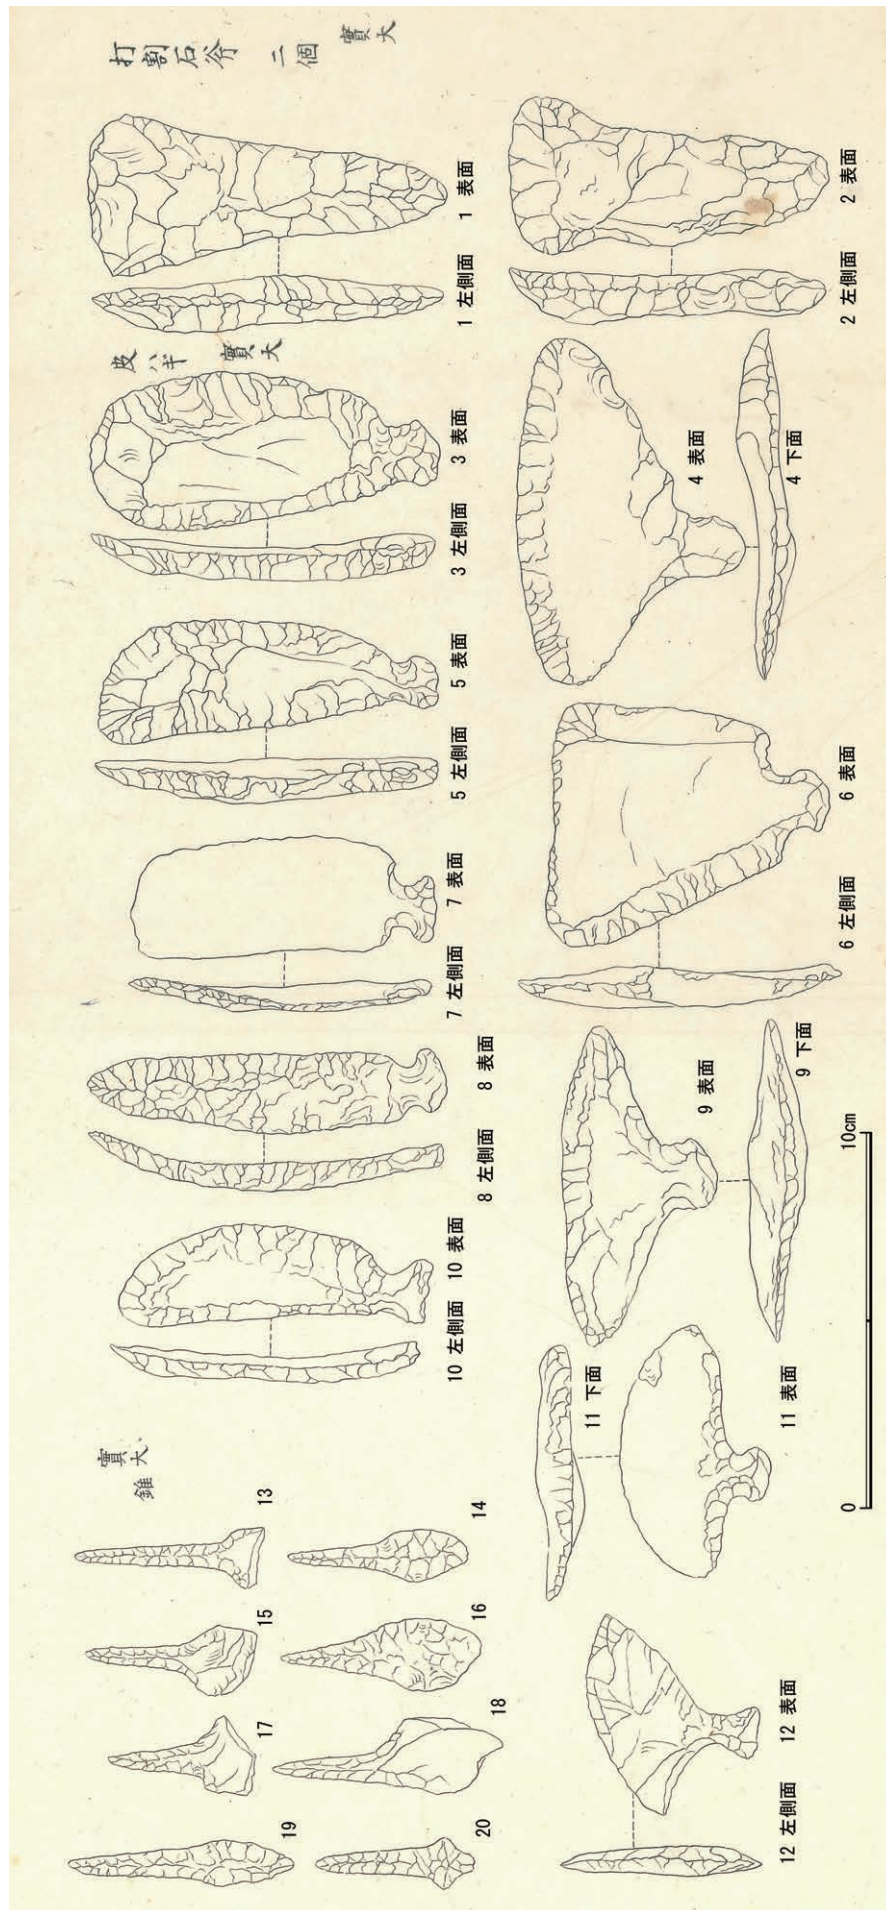 打割石斧 二個 實大
1 表面
1 左側面
2 表面
2 左側面
皮ハギ 實大
3 表面
3 左側面
4 表面
4 下面
5 表面
5 左側面
6 表面
6 左側面
7 表面
7 左側面
8 表面
8 左側面
9 表面
9 下面
10 表面
10 左側面
11 下面
11 表面
12 表面
12 左側面
錐 實大
13
14
15
16
17
18
19
20
0 10cm